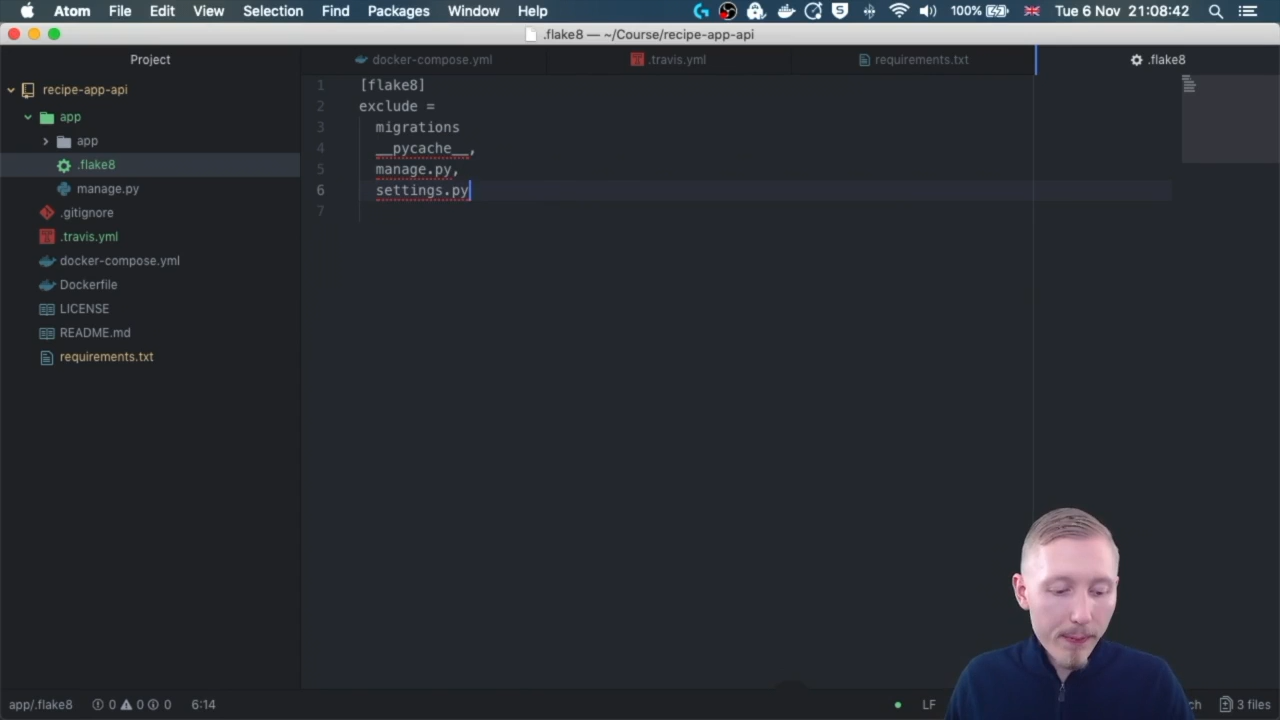 Atom File Edit View Selection Find Packages Window Help 100% Tue 6 Nov 21:08:42
.flake8 — ~/Course/recipe-app-api
Project docker-compose.yml .travis.yml requirements.txt .flake8
recipe-app-api
app
app
.flake8
manage.py
.gitignore
.travis.yml
docker-compose.yml
Dockerfile
LICENSE
README.md
requirements.txt
1 [flake8]
2 exclude =
3 migrations
4 __pycache__,
5 manage.py,
6 settings.py
7
app/.flake8 0 0 0 6:14 LF 3 files